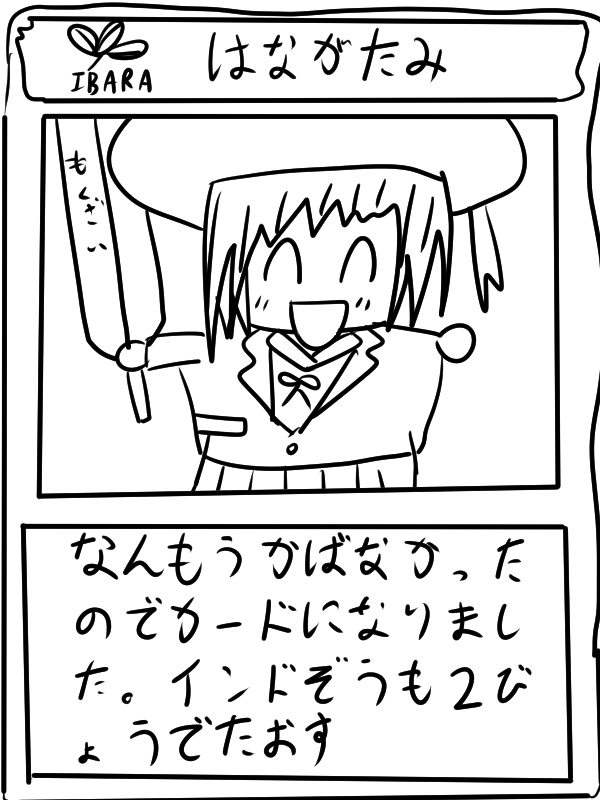 IBARA
はながたみ
もくざい
なんもうかばなかった
のでカードになりまし
た。インドぞうも2び
ょうでたおす